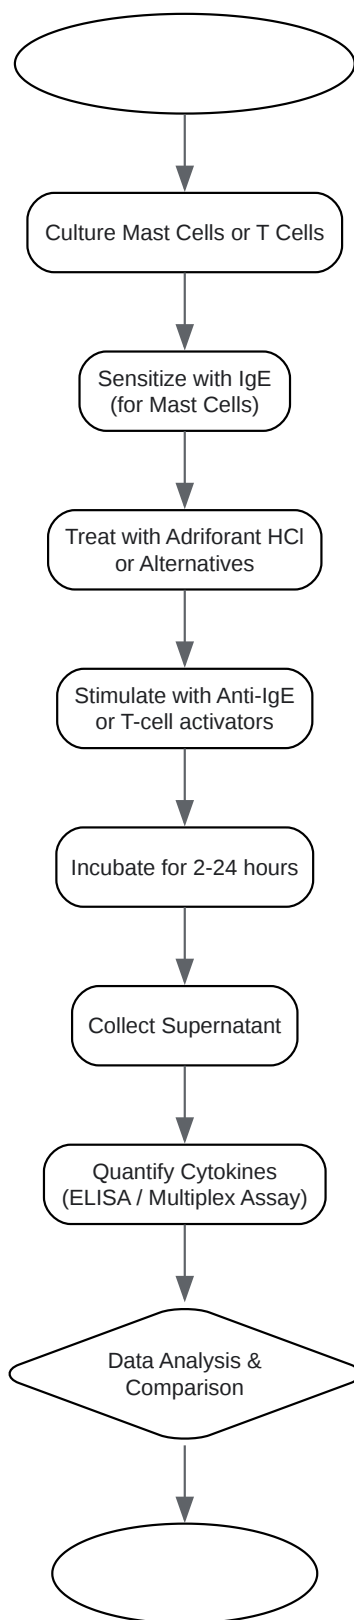 Culture Mast Cells or T Cells
Sensitize with IgE
(for Mast Cells)
Treat with Adriforant HCl
or Alternatives
Stimulate with Anti-IgE
or T-cell activators
Incubate for 2-24 hours
Collect Supernatant
Quantify Cytokines
(ELISA / Multiplex Assay)
Data Analysis &
Comparison